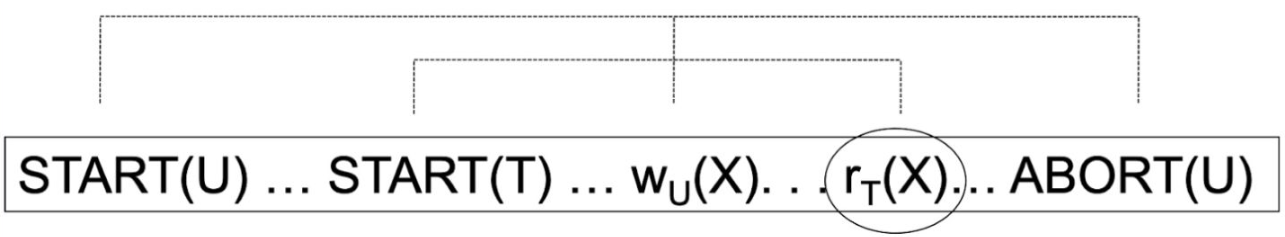 START(U) ... START(T) ... w_U(X). . . r_T(X)... ABORT(U)